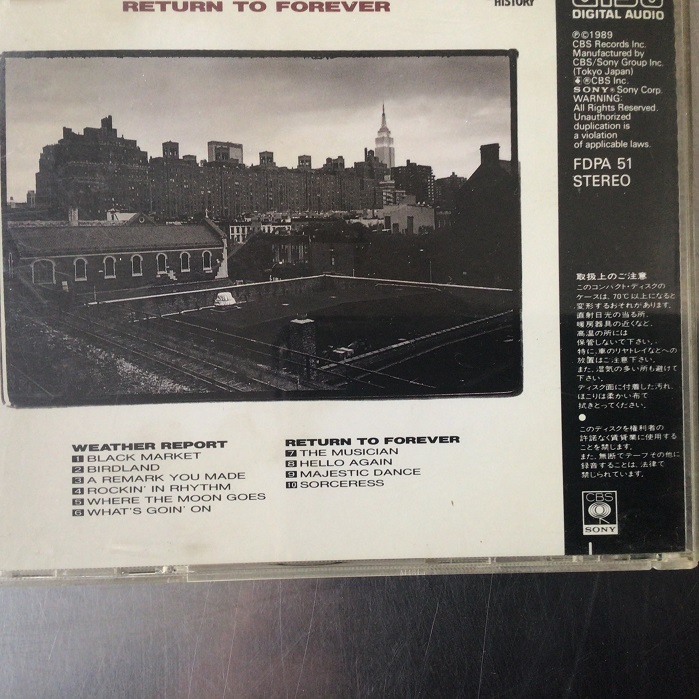 RETURN TO FOREVER
HISTORY
DIGITAL AUDIO
℗©1989
CBS Records Inc.
Manufactured by
CBS/Sony Group Inc.
(Tokyo Japan)
®CBS Inc.
SONY® Sony Corp.
WARNING:
All Rights Reserved.
Unauthorized
duplication is
a violation
of applicable laws.
FDPA 51
STEREO
取扱上のご注意
このコンパクト・ディスクの
ケースは、70℃以上になると
変形するおそれがあります。
直射日光の当る所、
暖房器具の近くなど、
高温の所には
保管しないで下さい。
特に、車のリヤトレイなどへの
放置はご注意下さい。
また、湿気の多い所も避けて
下さい。
ディスク面に付着した汚れ、
ほこりは柔かい布で
拭きとってください。
このディスクを権利者の
許諾なく賃貸業に使用する
ことを禁じます。
また、無断でテープその他に
録音することは、法律で
禁じられています。
CBS
SONY
WEATHER REPORT
1 BLACK MARKET
2 BIRDLAND
3 A REMARK YOU MADE
4 ROCKIN' IN RHYTHM
5 WHERE THE MOON GOES
6 WHAT'S GOIN' ON
RETURN TO FOREVER
7 THE MUSICIAN
8 HELLO AGAIN
9 MAJESTIC DANCE
10 SORCERESS